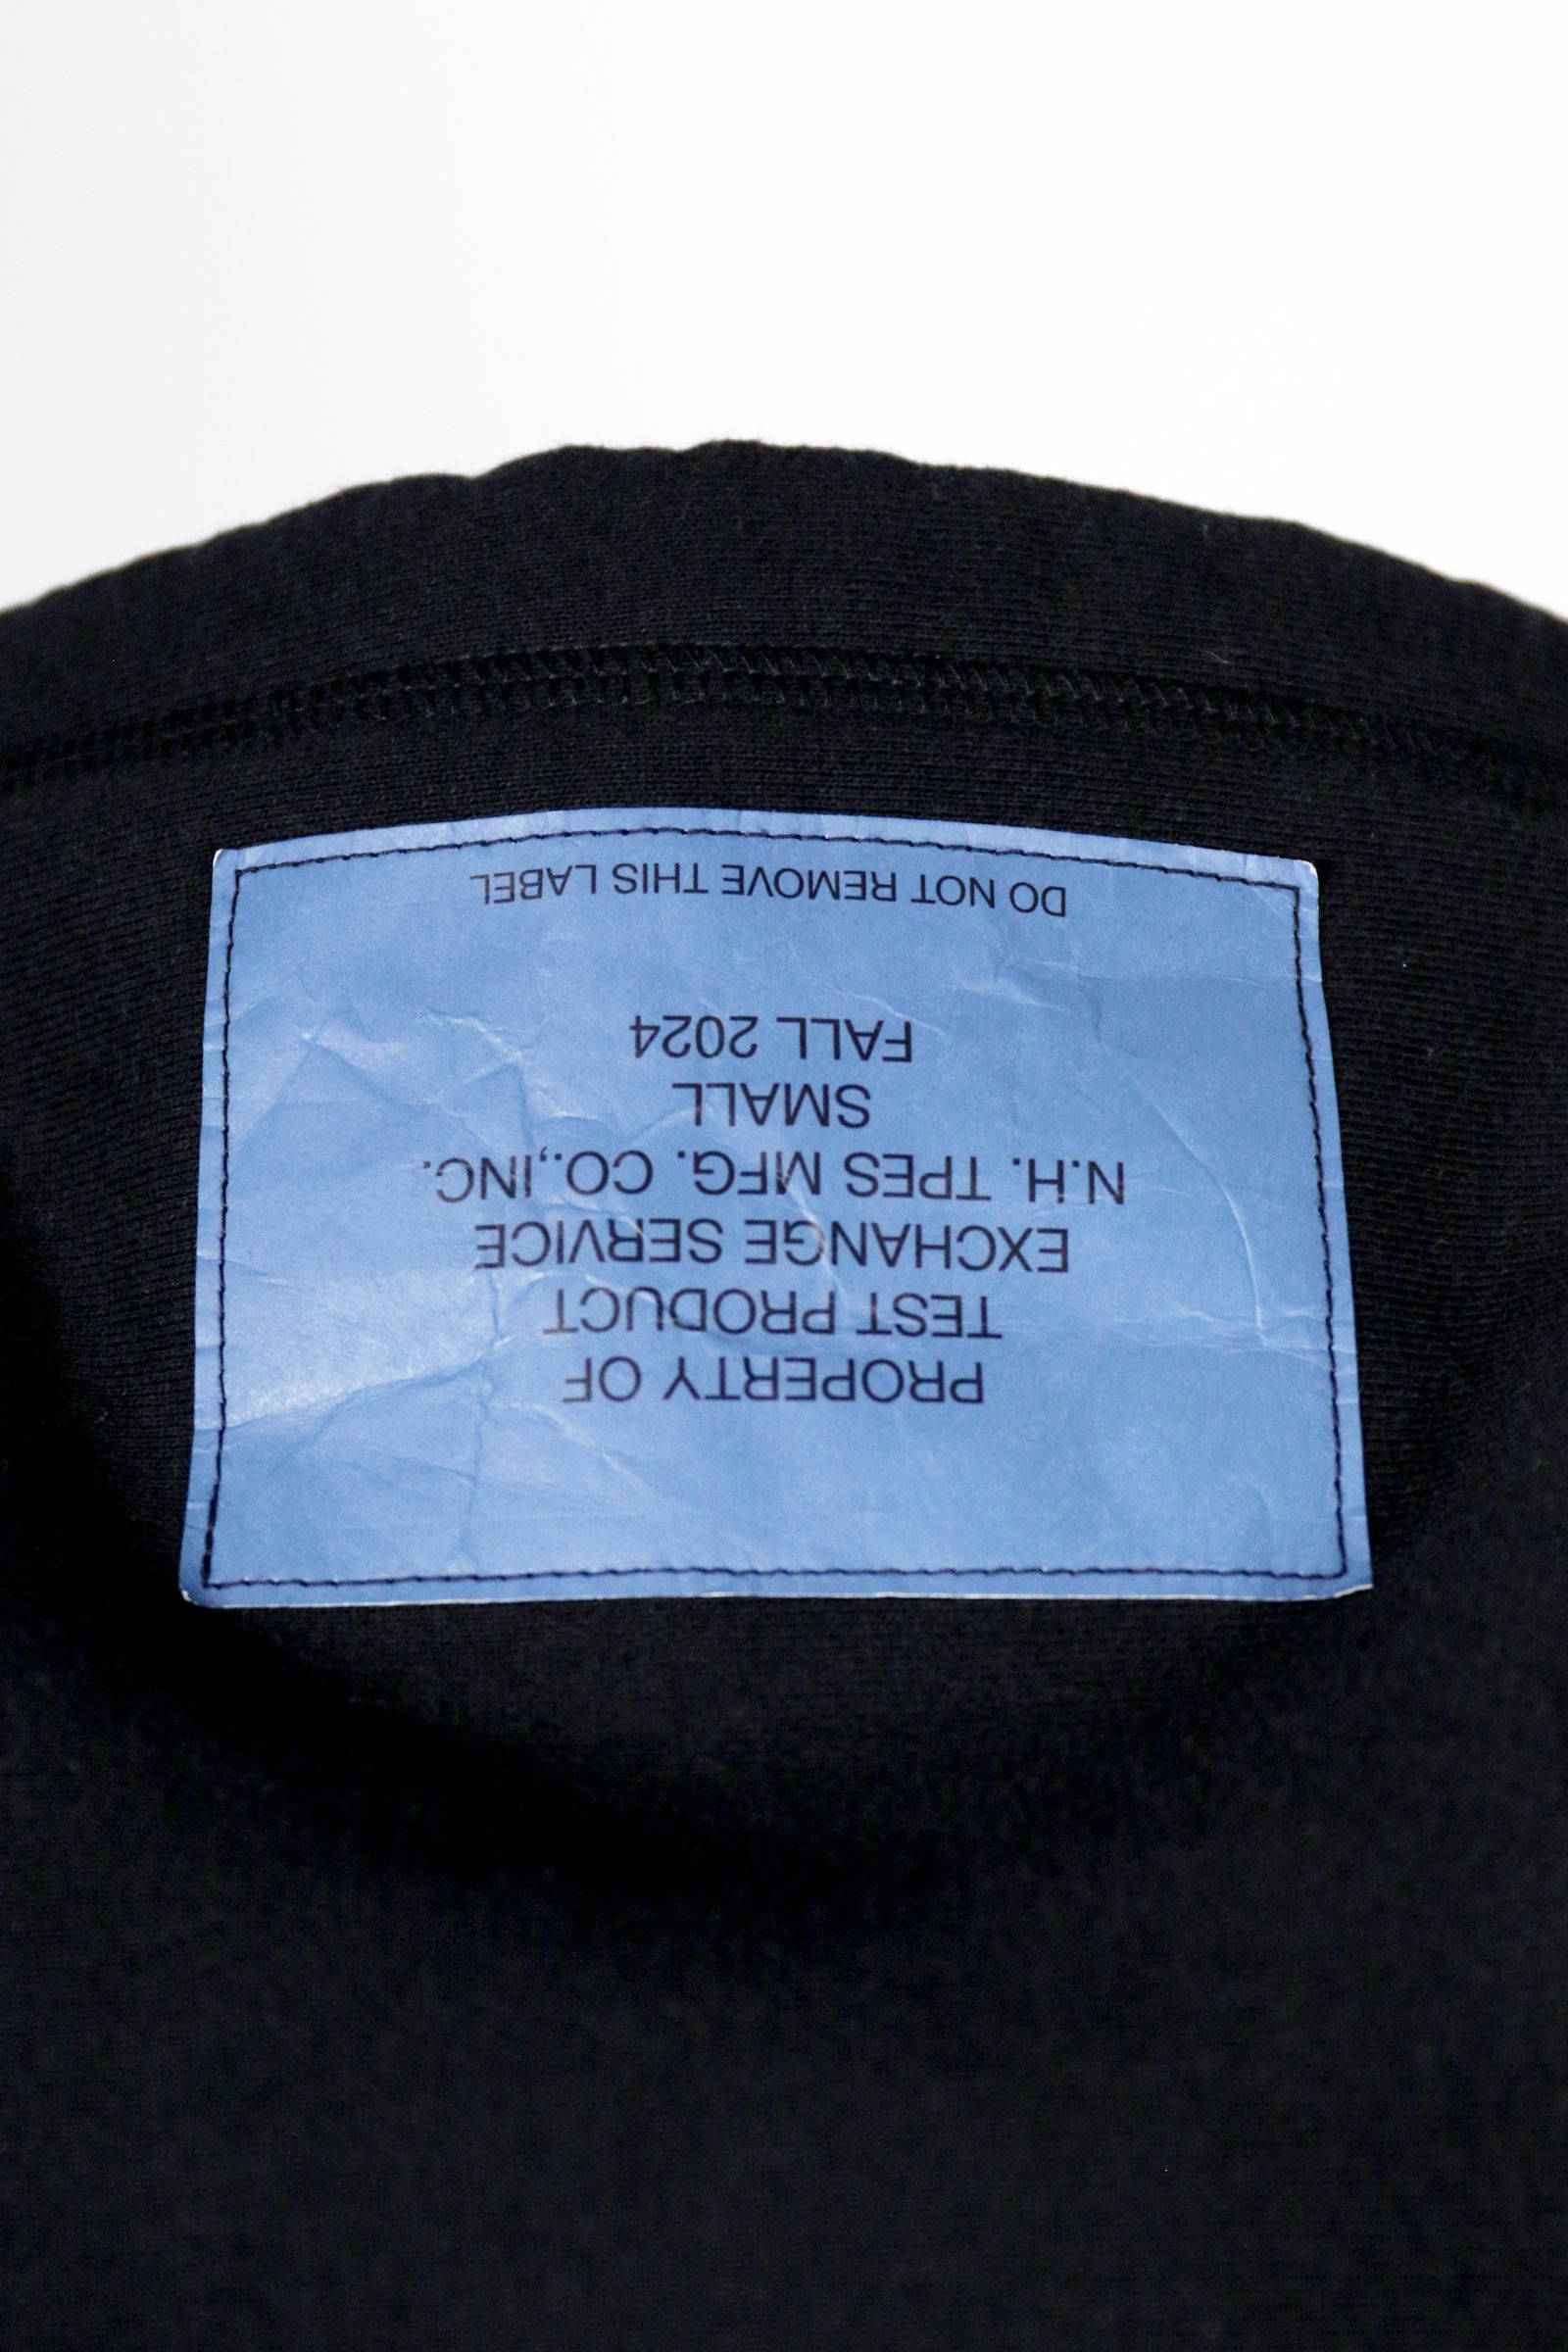 PROPERTY OF
TEST PRODUCT
EXCHANGE SERVICE
N.H. TPES MFG. CO.,INC.
SMALL
FALL 2024
DO NOT REMOVE THIS LABEL